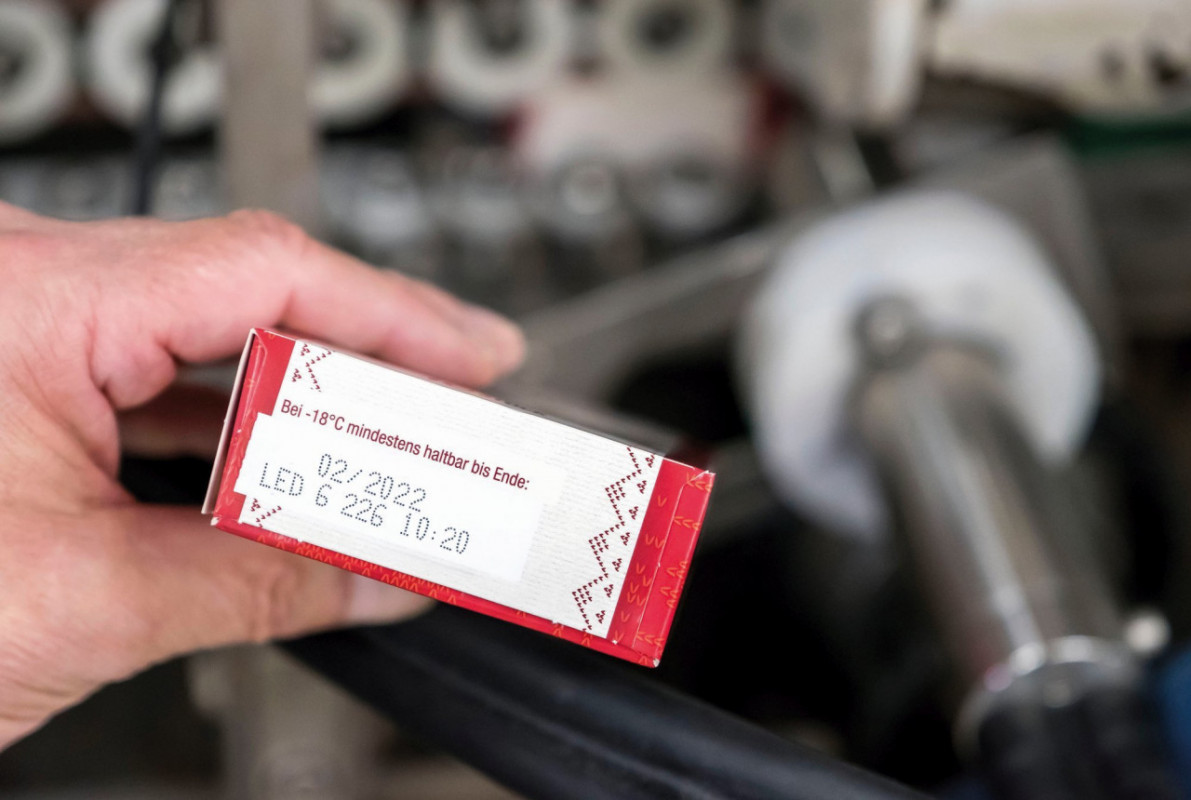 Bei -18°C mindestens haltbar bis Ende:
02/2022
LED 6 226 10:20